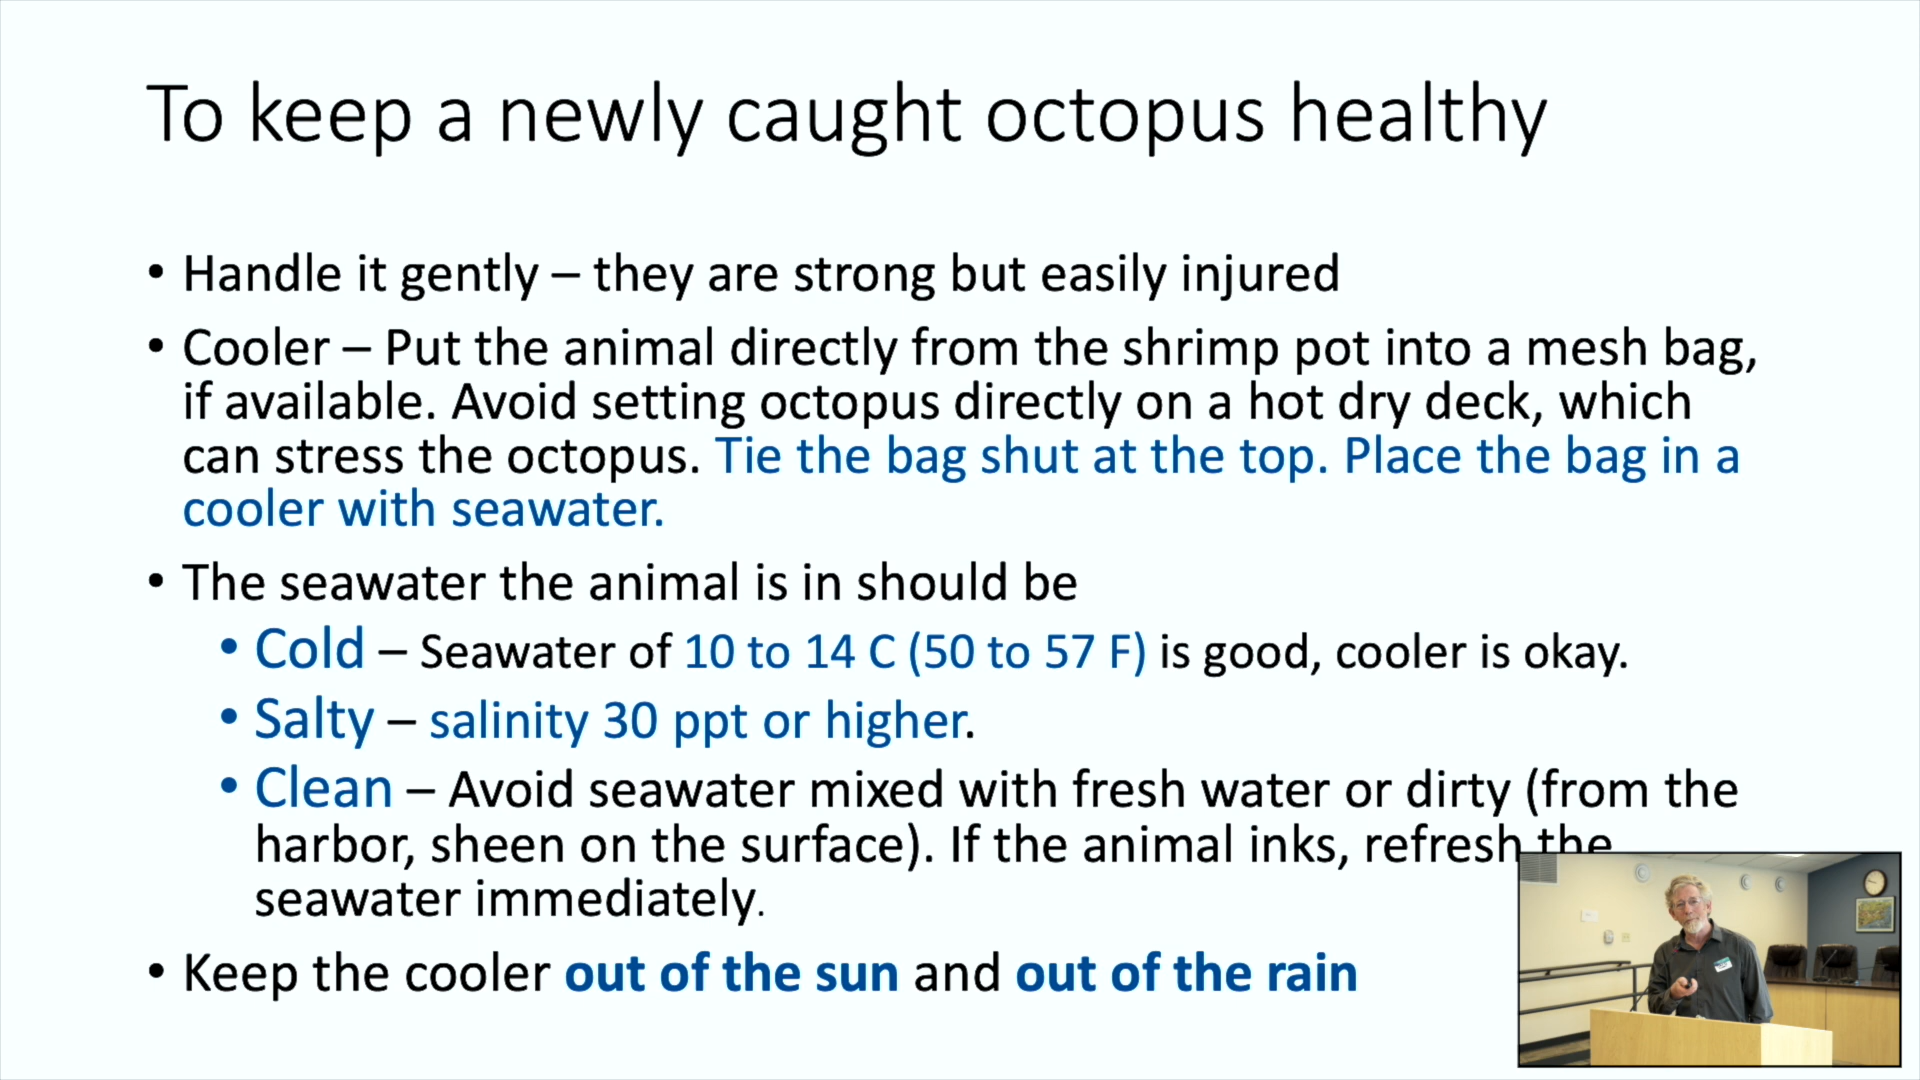 To keep a newly caught octopus healthy
• Handle it gently – they are strong but easily injured
• Cooler – Put the animal directly from the shrimp pot into a mesh bag,
if available. Avoid setting octopus directly on a hot dry deck, which
can stress the octopus. Tie the bag shut at the top. Place the bag in a
cooler with seawater.
• The seawater the animal is in should be
• Cold – Seawater of 10 to 14 C (50 to 57 F) is good, cooler is okay.
• Salty – salinity 30 ppt or higher.
• Clean – Avoid seawater mixed with fresh water or dirty (from the
harbor, sheen on the surface). If the animal inks, refresh the
seawater immediately.
• Keep the cooler out of the sun and out of the rain